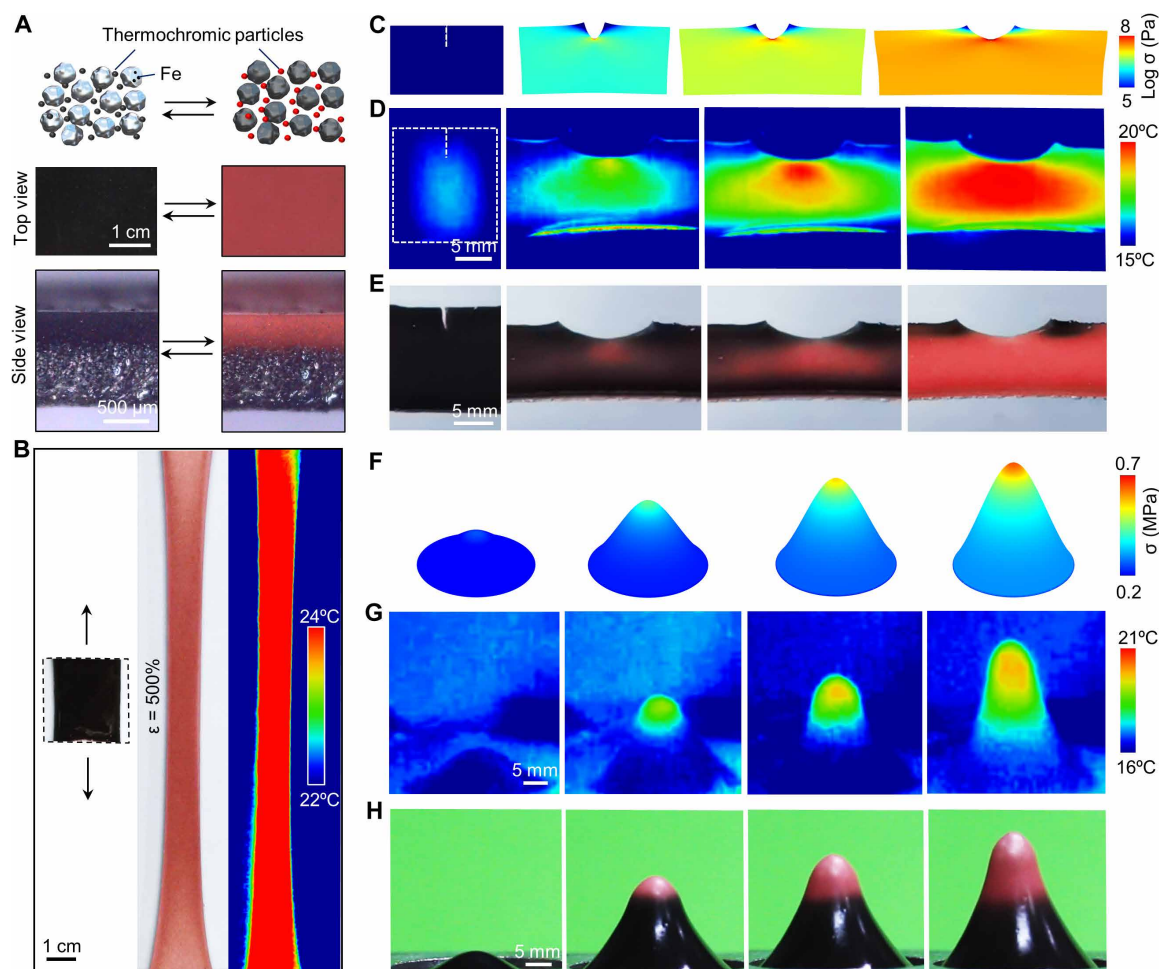 A
Thermochromic particles
Fe
Top view
1 cm
Side view
500 µm
B
ε = 500%
24ºC
22ºC
1 cm
C
8
Log σ (Pa)
5
D
20ºC
15ºC
5 mm
E
5 mm
F
0.7
σ (MPa)
0.2
G
21ºC
16ºC
5 mm
H
5 mm